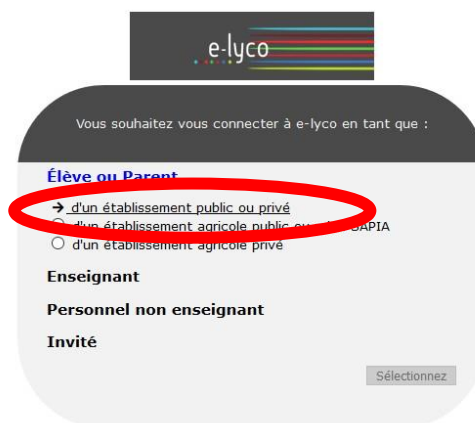 e-lyco
Vous souhaitez vous connecter à e-lyco en tant que :
Élève ou Parent
→ d'un établissement public ou privé
d'un établissement agricole public APIA
d'un établissement agricole privé
Enseignant
Personnel non enseignant
Invité
Sélectionnez